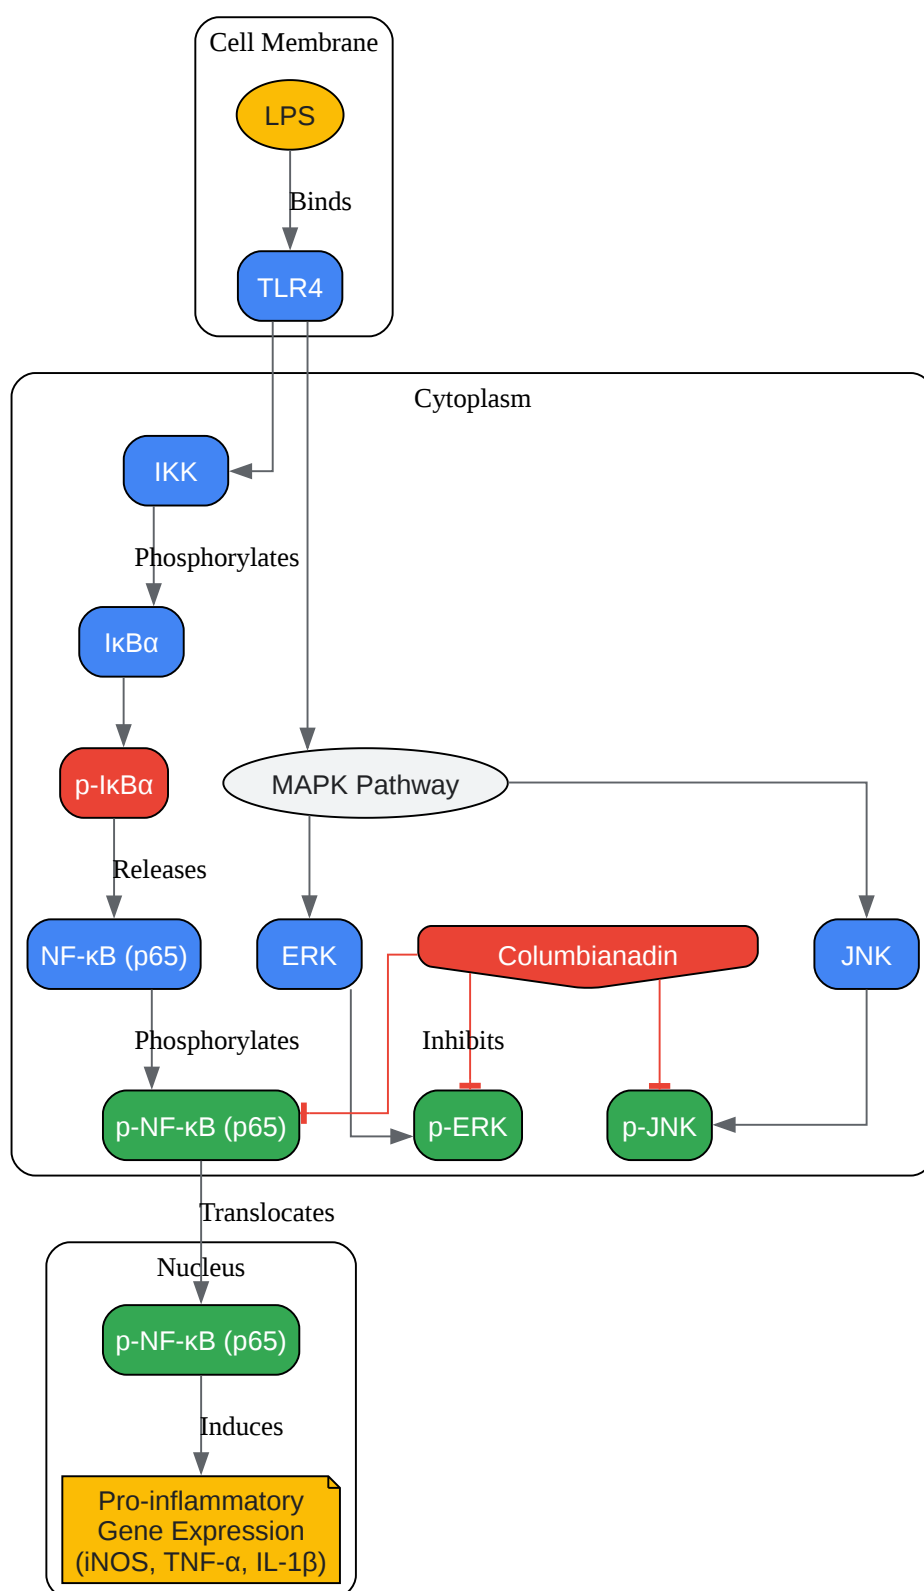 Cell Membrane
LPS
Binds
TLR4
Cytoplasm
IKK
Phosphorylates
IκBα
p-IκBα
MAPK Pathway
Releases
NF-κB (p65)
ERK
Columbianadin
JNK
Phosphorylates
Inhibits
p-NF-κB (p65)
p-ERK
p-JNK
Translocates
Nucleus
p-NF-κB (p65)
Induces
Pro-inflammatory
Gene Expression
(iNOS, TNF-α, IL-1β)